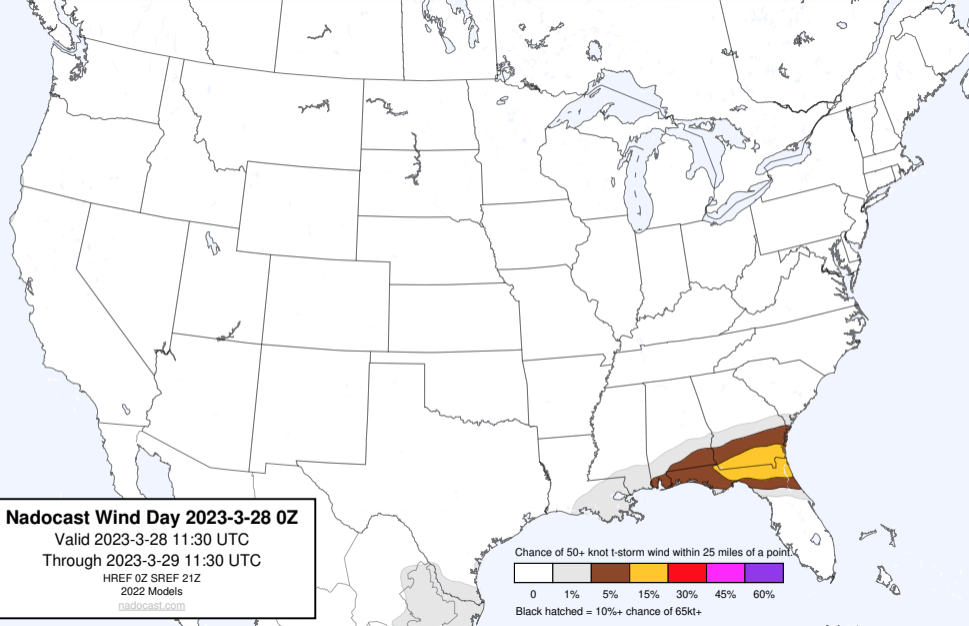 Nadocast Wind Day 2023-3-28 0Z
Valid 2023-3-28 11:30 UTC
Through 2023-3-29 11:30 UTC
HREF 0Z SREF 21Z
2022 Models
nadocast.com
Chance of 50+ knot t-storm wind within 25 miles of a point.
0 1% 5% 15% 30% 45% 60%
Black hatched = 10%+ chance of 65kt+